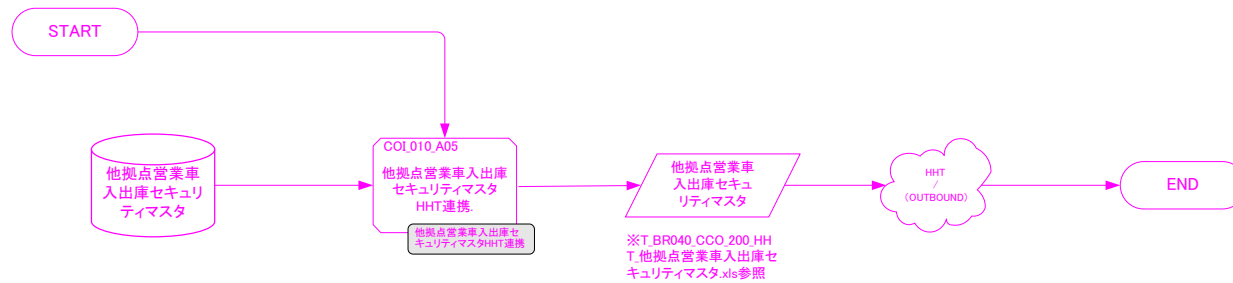 START
他拠点営業車
入出庫セキュリ
ティマスタ
COI_010_A05
他拠点営業車入出庫
セキュリティマスタ
HHT連携.
他拠点営業車入出庫セ
キュリティマスタHHT連携
他拠点営業車
入出庫セキュ
リティマスタ
※T_BR040_CCO_200_HH
T_他拠点営業車入出庫セ
キュリティマスタ.xls参照
HHT
/
(OUTBOUND)
END